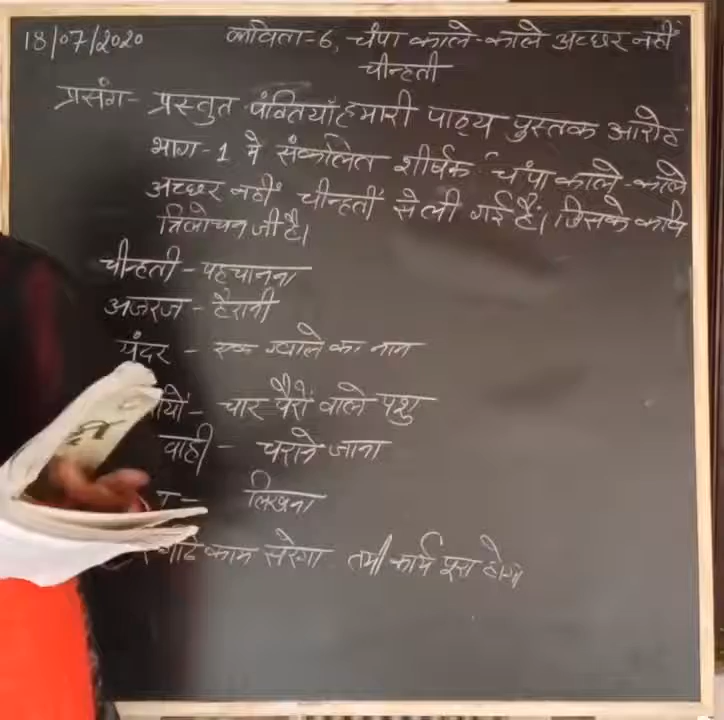 18/07/2020 कविता-6, चंपा काले-काले अच्छर नहीं
चीन्हती
प्रसंग- प्रस्तुत पंक्तियाँ हमारी पाठ्य पुस्तक आरोह
भाग-1 में संकलित शीर्षक चांपा काले-काले
अच्छर नहीं चीन्हतीं से ली गई हैं। जिसके कवि
त्रिलोचन जी है।
चीन्हती - पहचानना
अजरज - हैरानी
सुंदर - एक ग्वाले का नाम
यों - चार पैरों वाले पशु
वाही - चराने जाना
- लिखना
गाढे काम सरेगा तभी कार्य पूरा होगा